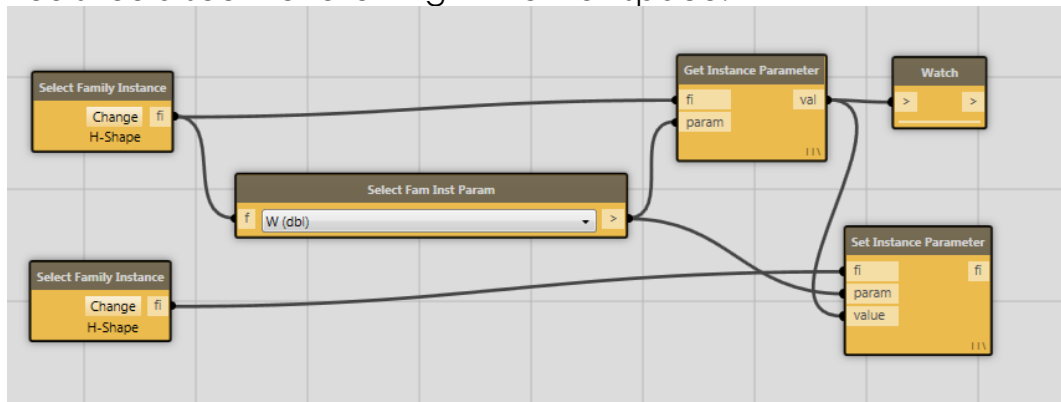 Select Family Instance
Change fi
H-Shape
Get Instance Parameter
fi val
param
Watch
> >
Select Fam Inst Param
f W (dbl) >
Select Family Instance
Change fi
H-Shape
Set Instance Parameter
fi fi
param
value